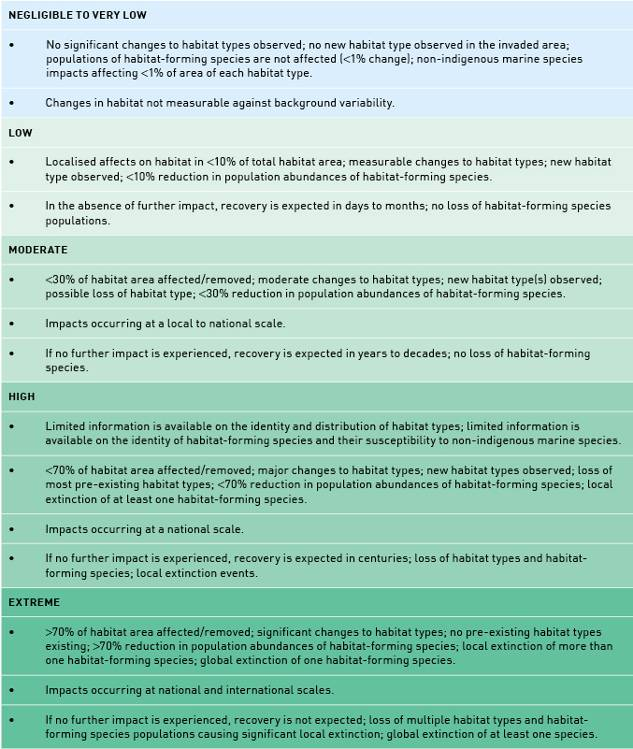 NEGLIGIBLE TO VERY LOW
• No significant changes to habitat types observed; no new habitat type observed in the invaded area;
populations of habitat-forming species are not affected (<1% change); non-indigenous marine species
impacts affecting <1% of area of each habitat type.
• Changes in habitat not measurable against background variability.
LOW
• Localised affects on habitat in <10% of total habitat area; measurable changes to habitat types; new habitat
type observed; <10% reduction in population abundances of habitat-forming species.
• In the absence of further impact, recovery is expected in days to months; no loss of habitat-forming species
populations.
MODERATE
• <30% of habitat area affected/removed; moderate changes to habitat types; new habitat type(s) observed;
possible loss of habitat type; <30% reduction in population abundances of habitat-forming species.
• Impacts occurring at a local to national scale.
• If no further impact is experienced, recovery is expected in years to decades; no loss of habitat-forming
species.
HIGH
• Limited information is available on the identity and distribution of habitat types; limited information is
available on the identity of habitat-forming species and their susceptibility to non-indigenous marine species.
• <70% of habitat area affected/removed; major changes to habitat types; new habitat types observed; loss of
most pre-existing habitat types; <70% reduction in population abundances of habitat-forming species; local
extinction of at least one habitat-forming species.
• Impacts occurring at a national scale.
• If no further impact is experienced, recovery is expected in centuries; loss of habitat types and habitat-
forming species; local extinction events.
EXTREME
• >70% of habitat area affected/removed; significant changes to habitat types; no pre-existing habitat types
existing; >70% reduction in population abundances of habitat-forming species; local extinction of more than
one habitat-forming species; global extinction of one habitat-forming species.
• Impacts occurring at national and international scales.
• If no further impact is experienced, recovery is not expected; loss of multiple habitat types and habitat-
forming species populations causing significant local extinction; global extinction of at least one species.